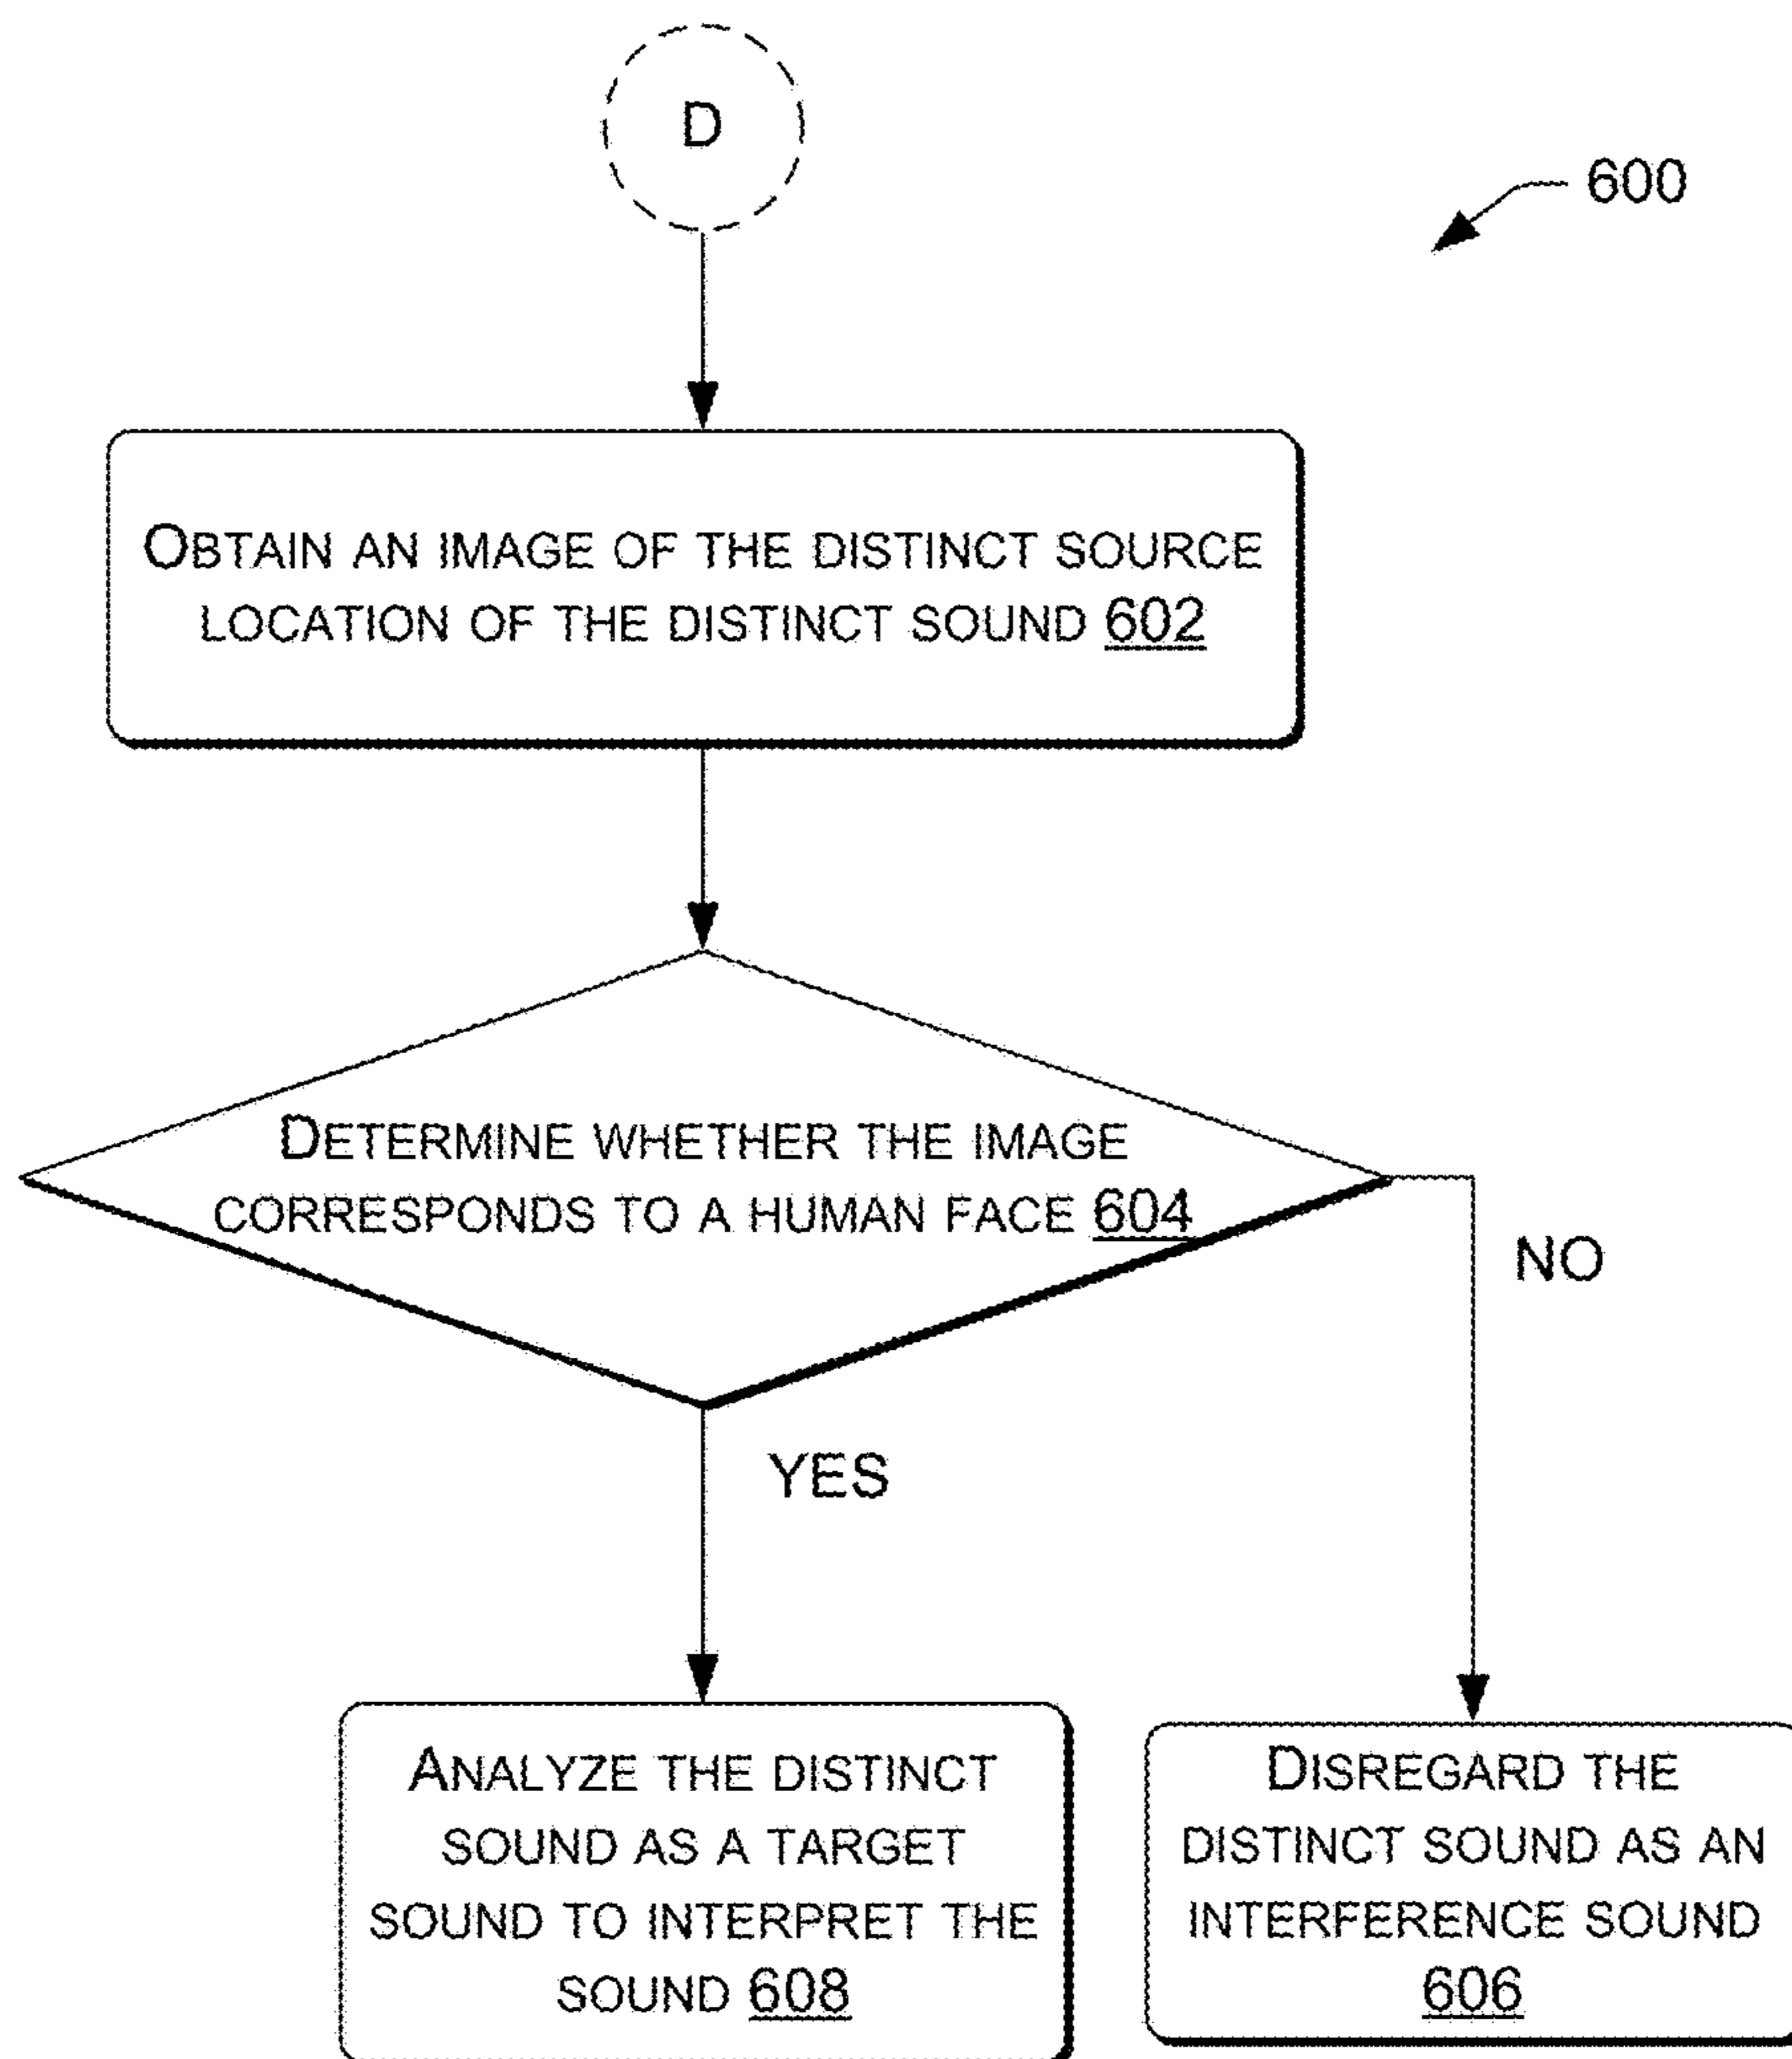 D
600
OBTAIN AN IMAGE OF THE DISTINCT SOURCE
LOCATION OF THE DISTINCT SOUND 602
DETERMINE WHETHER THE IMAGE
CORRESPONDS TO A HUMAN FACE 604
NO
YES
ANALYZE THE DISTINCT
SOUND AS A TARGET
SOUND TO INTERPRET THE
SOUND 608
DISREGARD THE
DISTINCT SOUND AS AN
INTERFERENCE SOUND
606